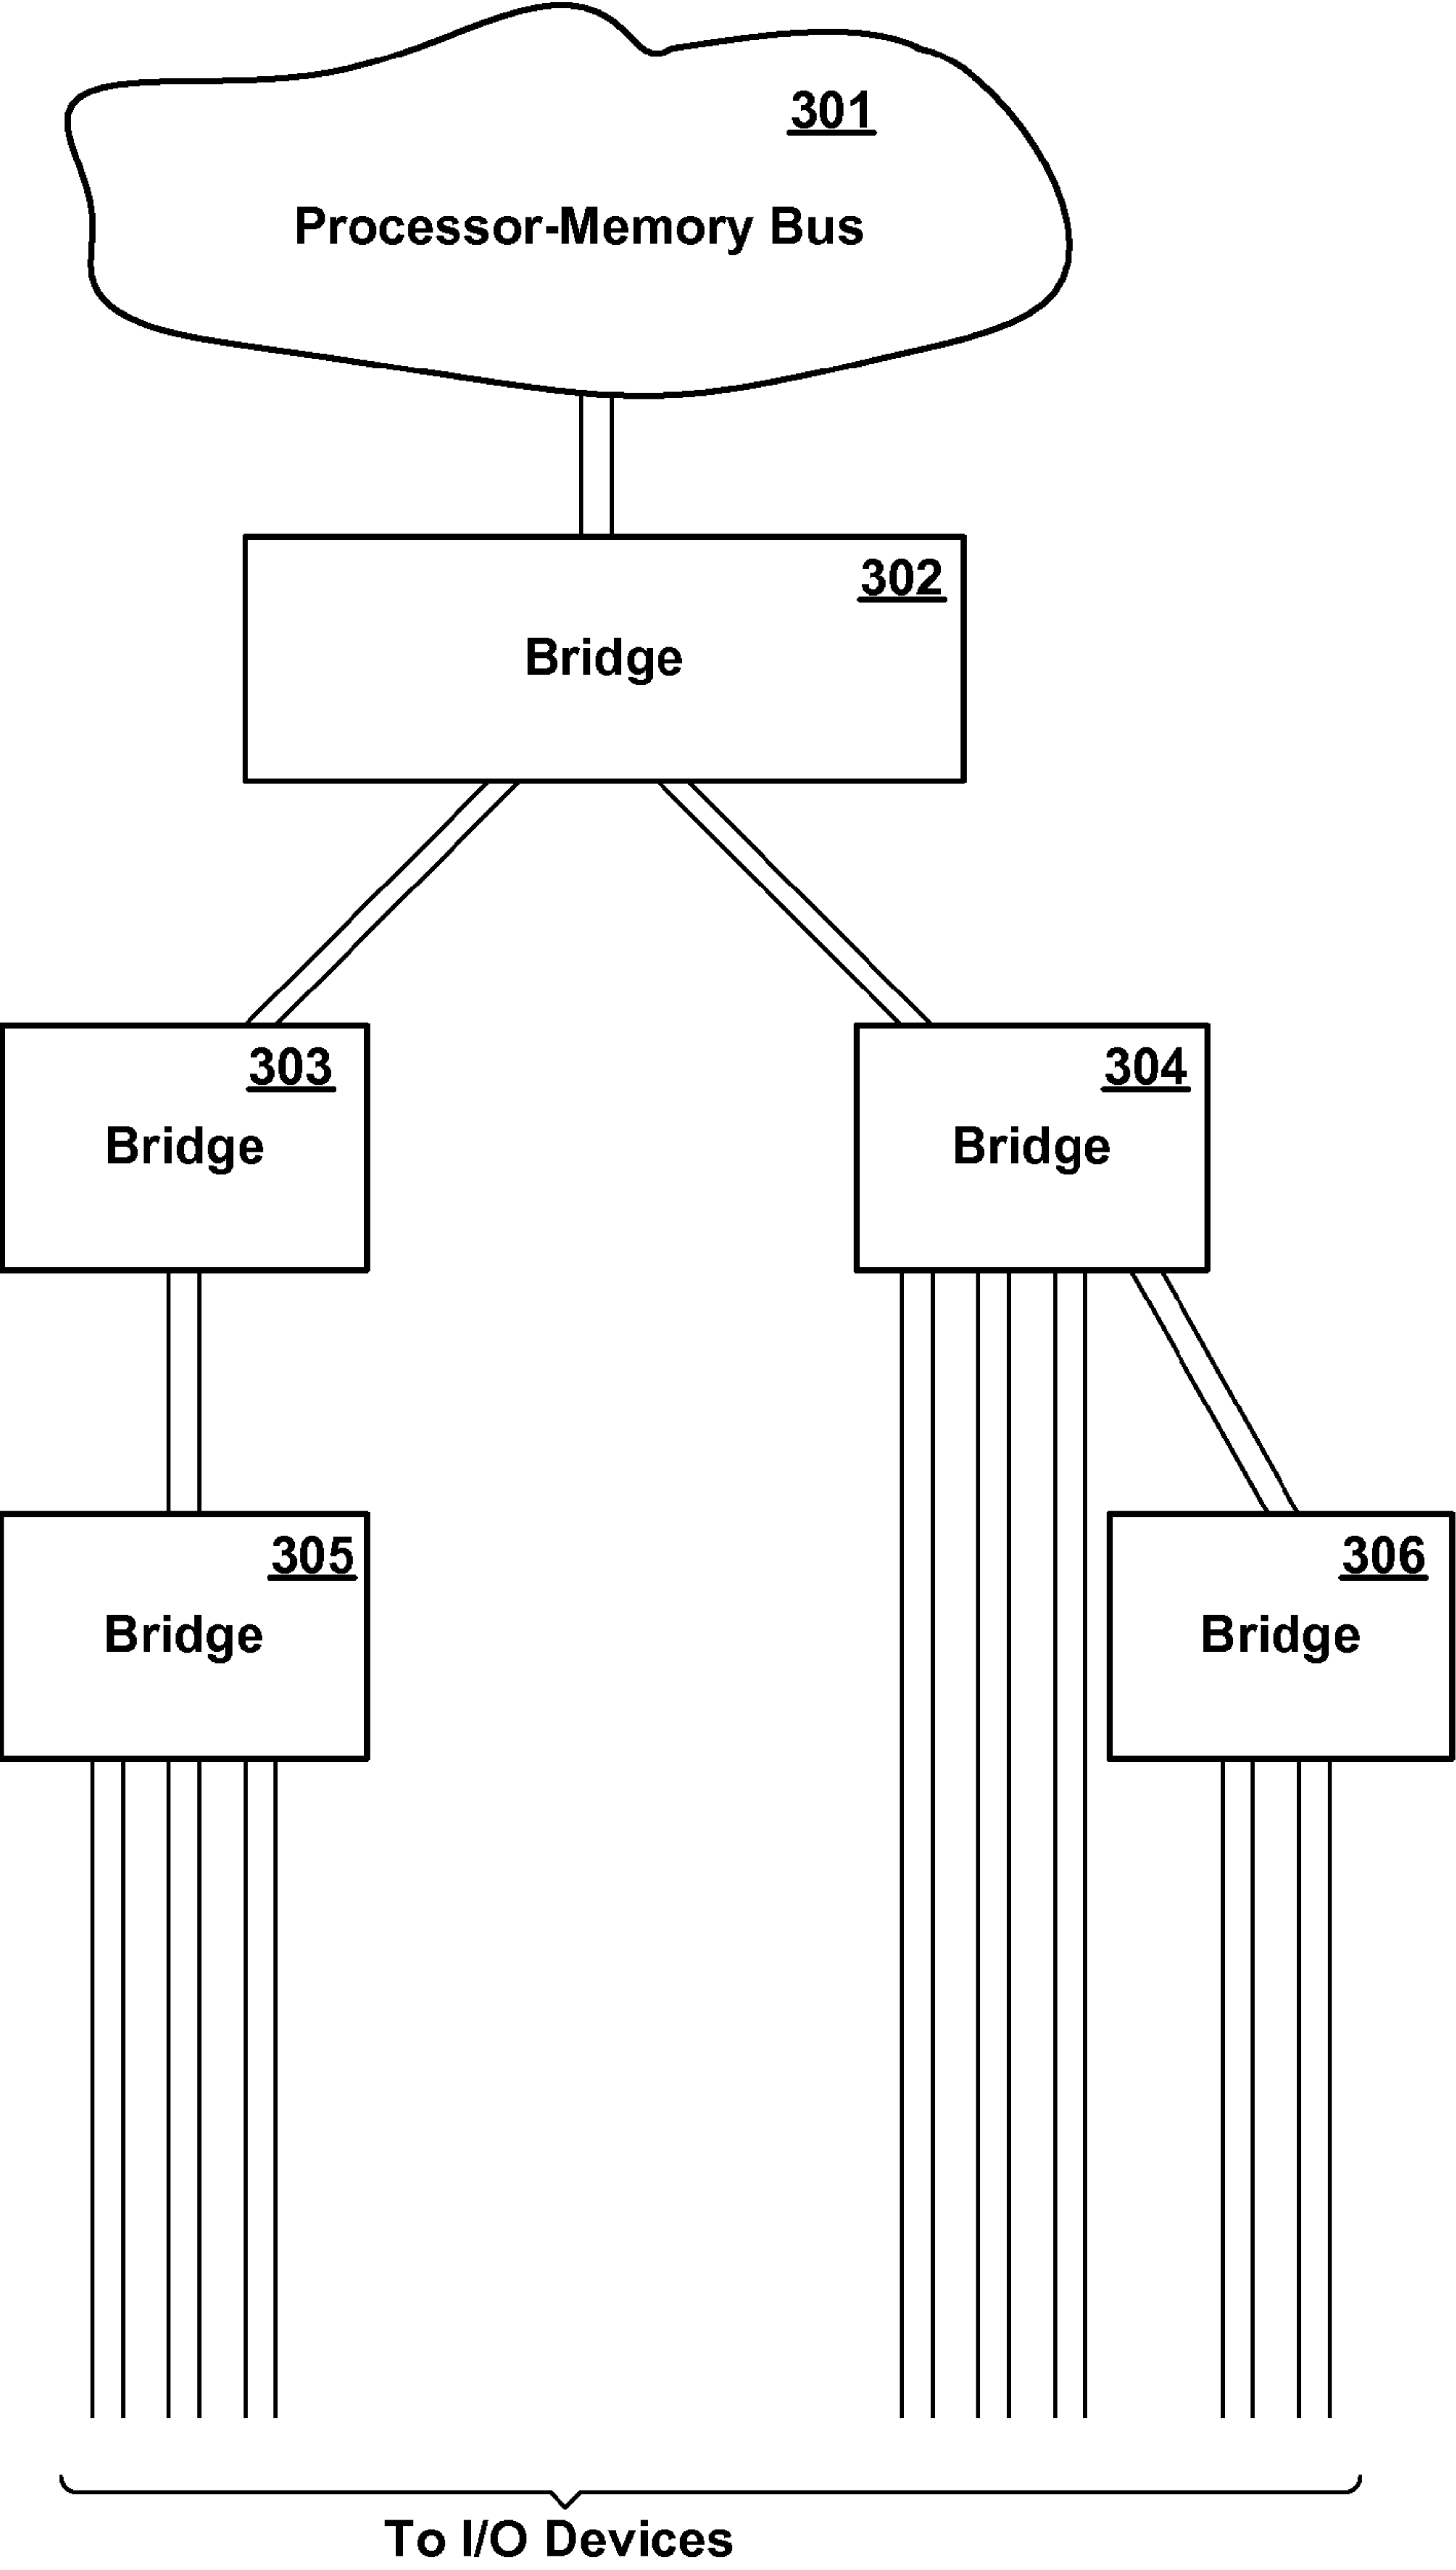 301
Processor-Memory Bus
302
Bridge
303
Bridge
304
Bridge
305
Bridge
306
Bridge
To I/O Devices